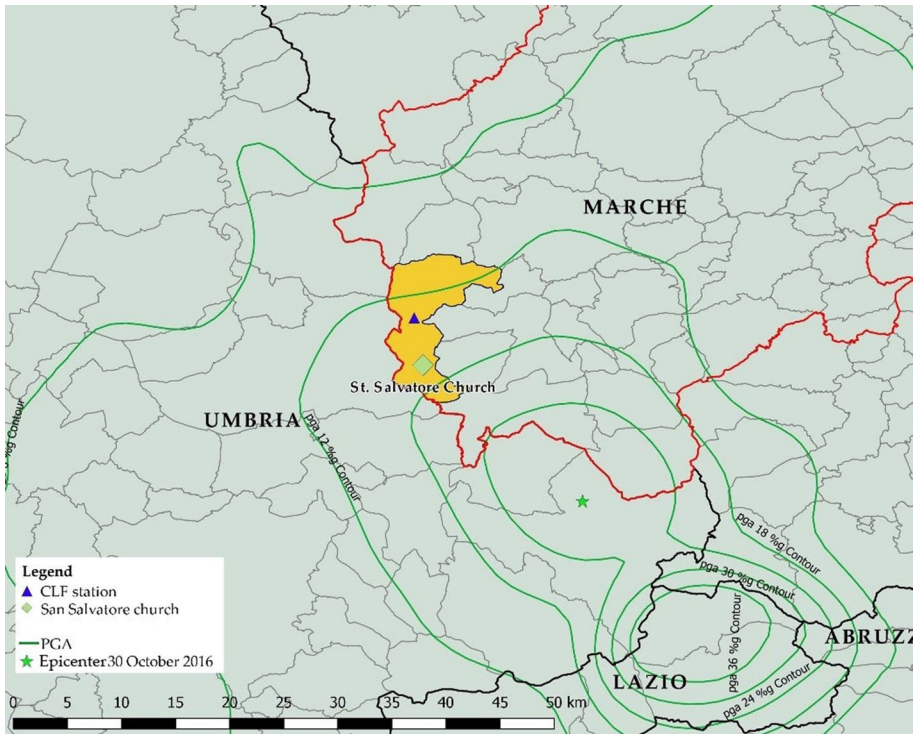 MARCHE
St. Salvatore Church
UMBRIA
%g Contour
pga 12 %g Contour
pga 18 %g Contour
pga 30 %g Contour
pga 36 %g Contour
pga 24 %g Contour
ABRUZZ
LAZIO
Legend
CLF station
San Salvatore church
PGA
Epicenter30 October 2016
0 5 10 15 20 25 30 35 40 45 50 km